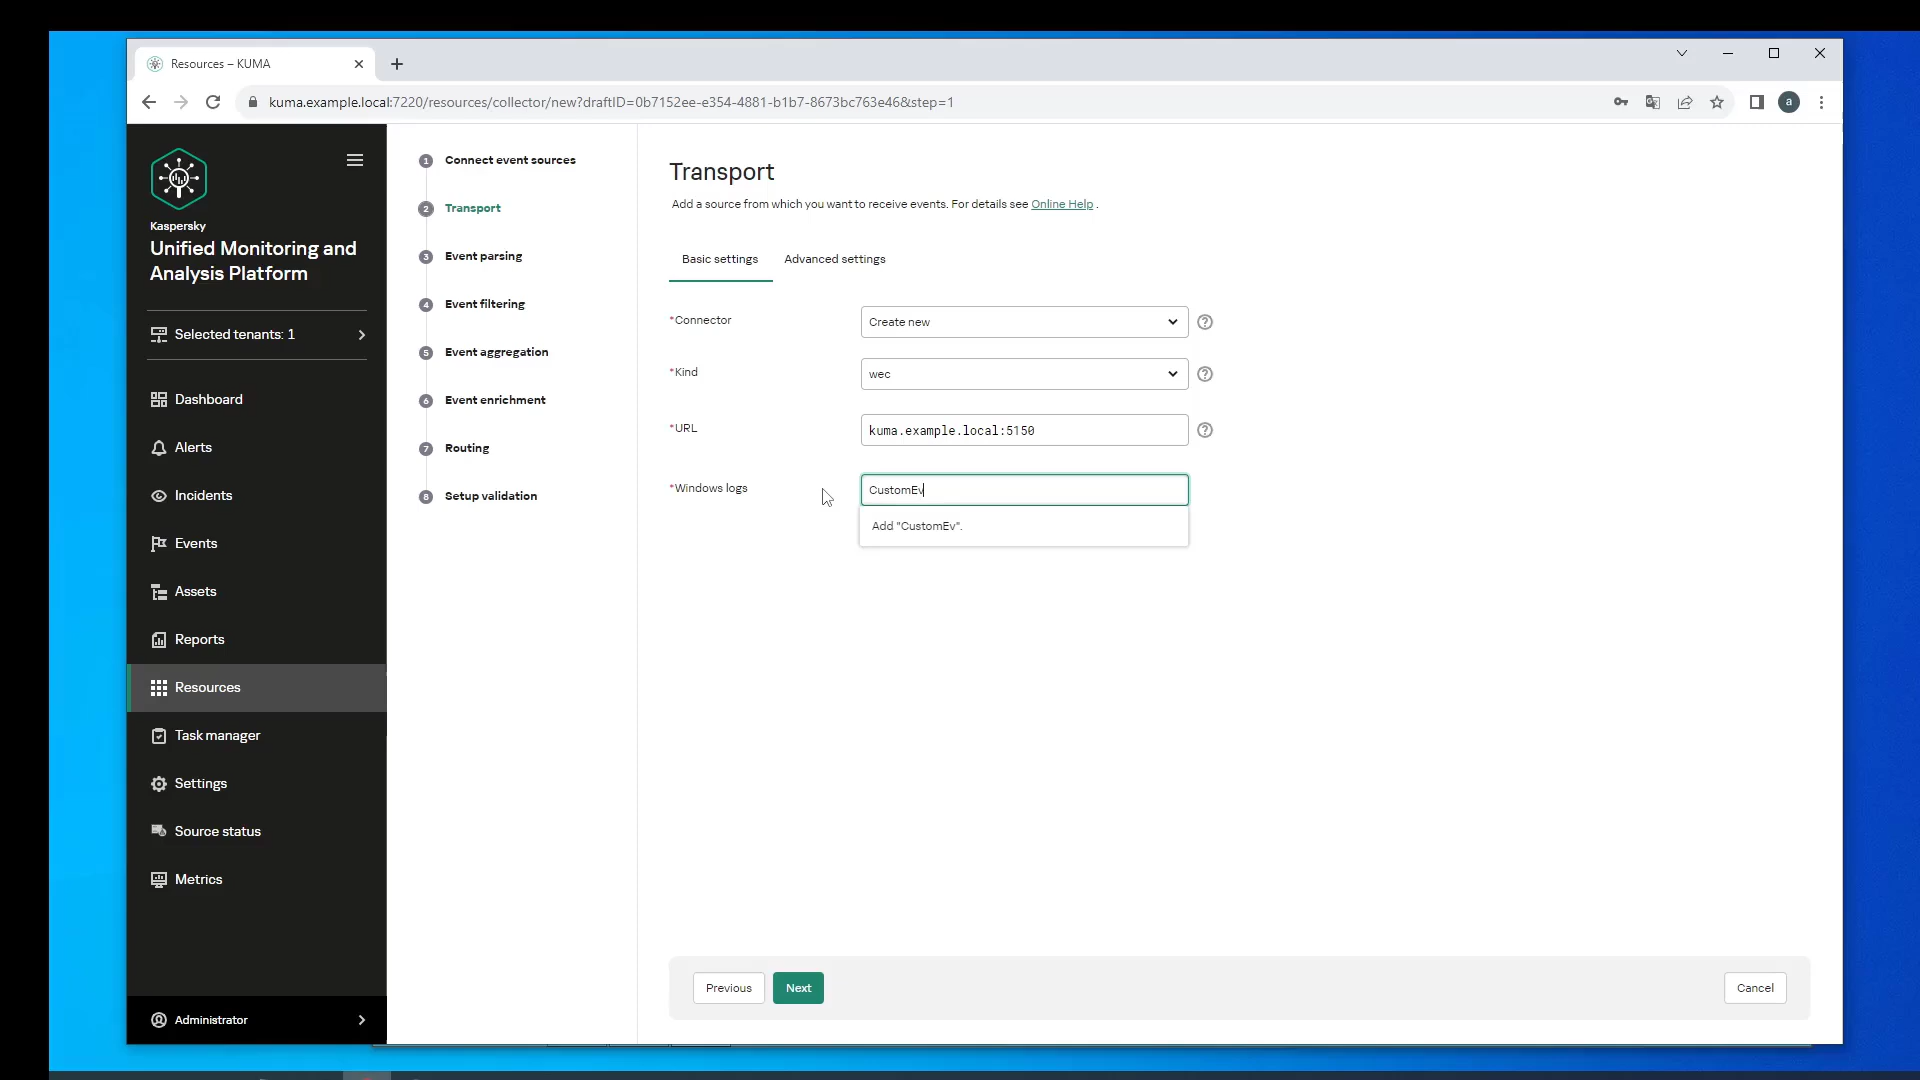 Resources – KUMA
kuma.example.local:7220/resources/collector/new?draftID=0b7152ee-e354-4881-b1b7-8673bc763e46&step=1
a
Kaspersky
Unified Monitoring and
Analysis Platform
Selected tenants: 1
Dashboard
Alerts
Incidents
Events
Assets
Reports
Resources
Task manager
Settings
Source status
Metrics
Administrator
1 Connect event sources
2 Transport
3 Event parsing
4 Event filtering
5 Event aggregation
6 Event enrichment
7 Routing
8 Setup validation
Transport
Add a source from which you want to receive events. For details see Online Help .
Basic settings
Advanced settings
*Connector
Create new
*Kind
wec
*URL
kuma.example.local:5150
*Windows logs
CustomEv
Add "CustomEv".
Previous
Next
Cancel